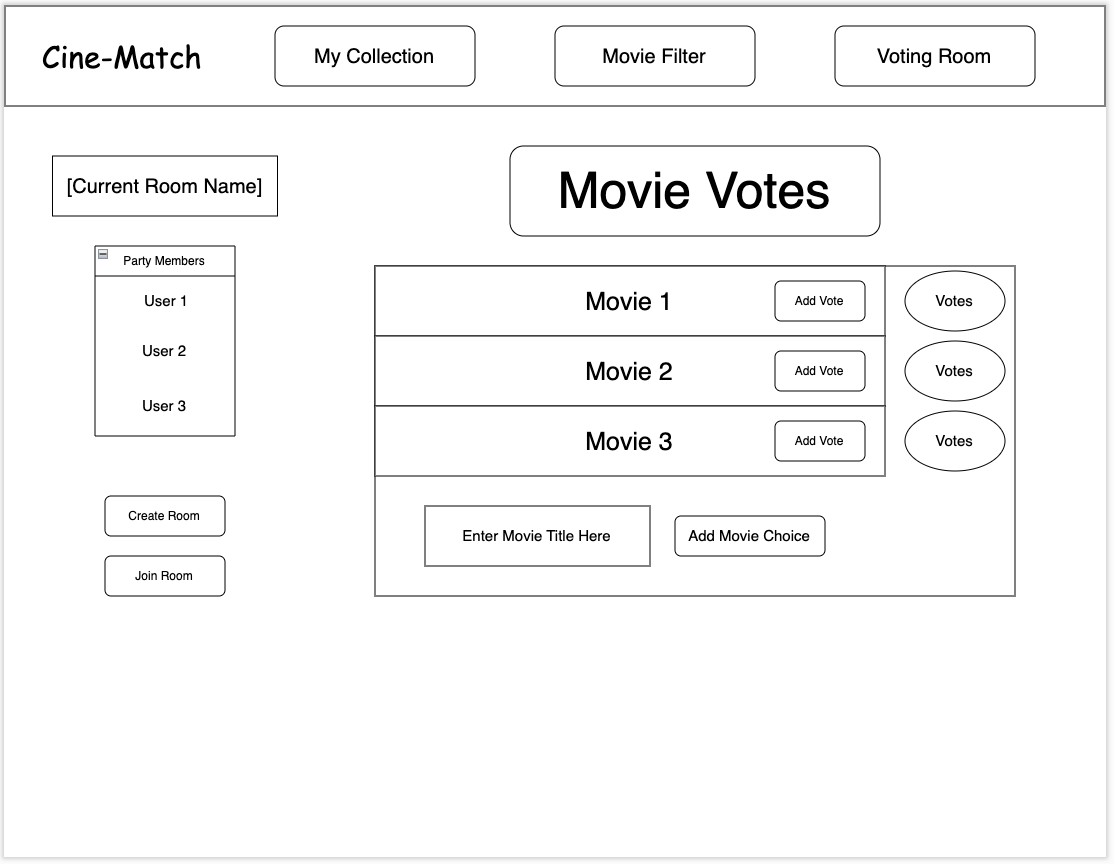 Cine-Match
My Collection
Movie Filter
Voting Room
[Current Room Name]
Party Members
User 1
User 2
User 3
Create Room
Join Room
Movie Votes
Movie 1
Add Vote
Votes
Movie 2
Add Vote
Votes
Movie 3
Add Vote
Votes
Enter Movie Title Here
Add Movie Choice